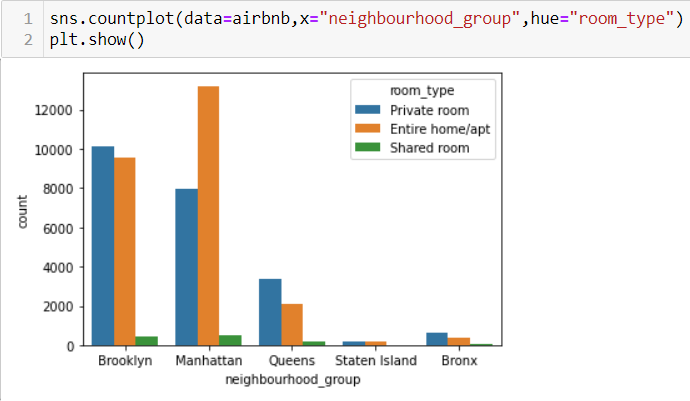 1 sns.countplot(data=airbnb,x="neighbourhood_group",hue="room_type")
2 plt.show()
room_type
Private room
Entire home/apt
Shared room
12000
10000
8000
6000
4000
2000
0
count
Brooklyn Manhattan Queens Staten Island Bronx
neighbourhood_group